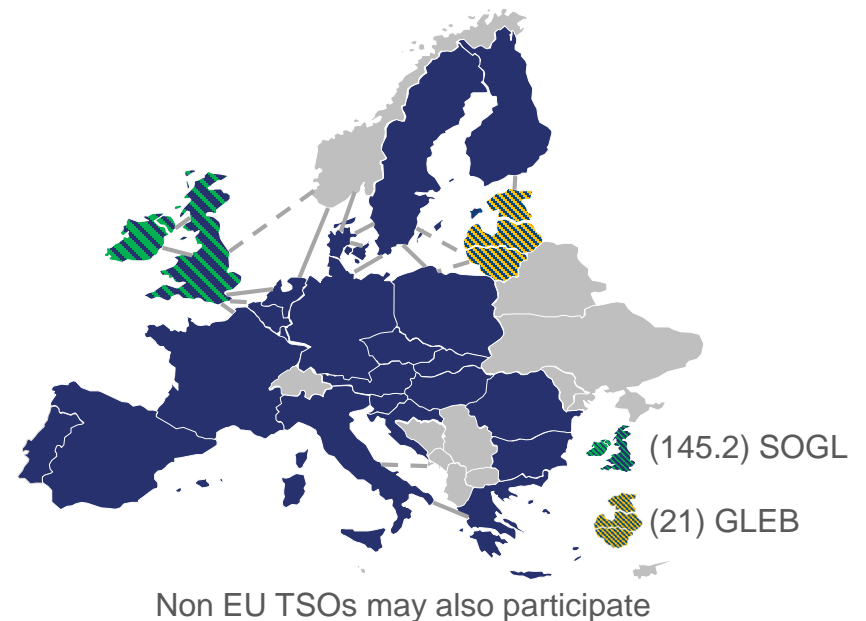 (145.2) SOGL
(21) GLEB
Non EU TSOs may also participate